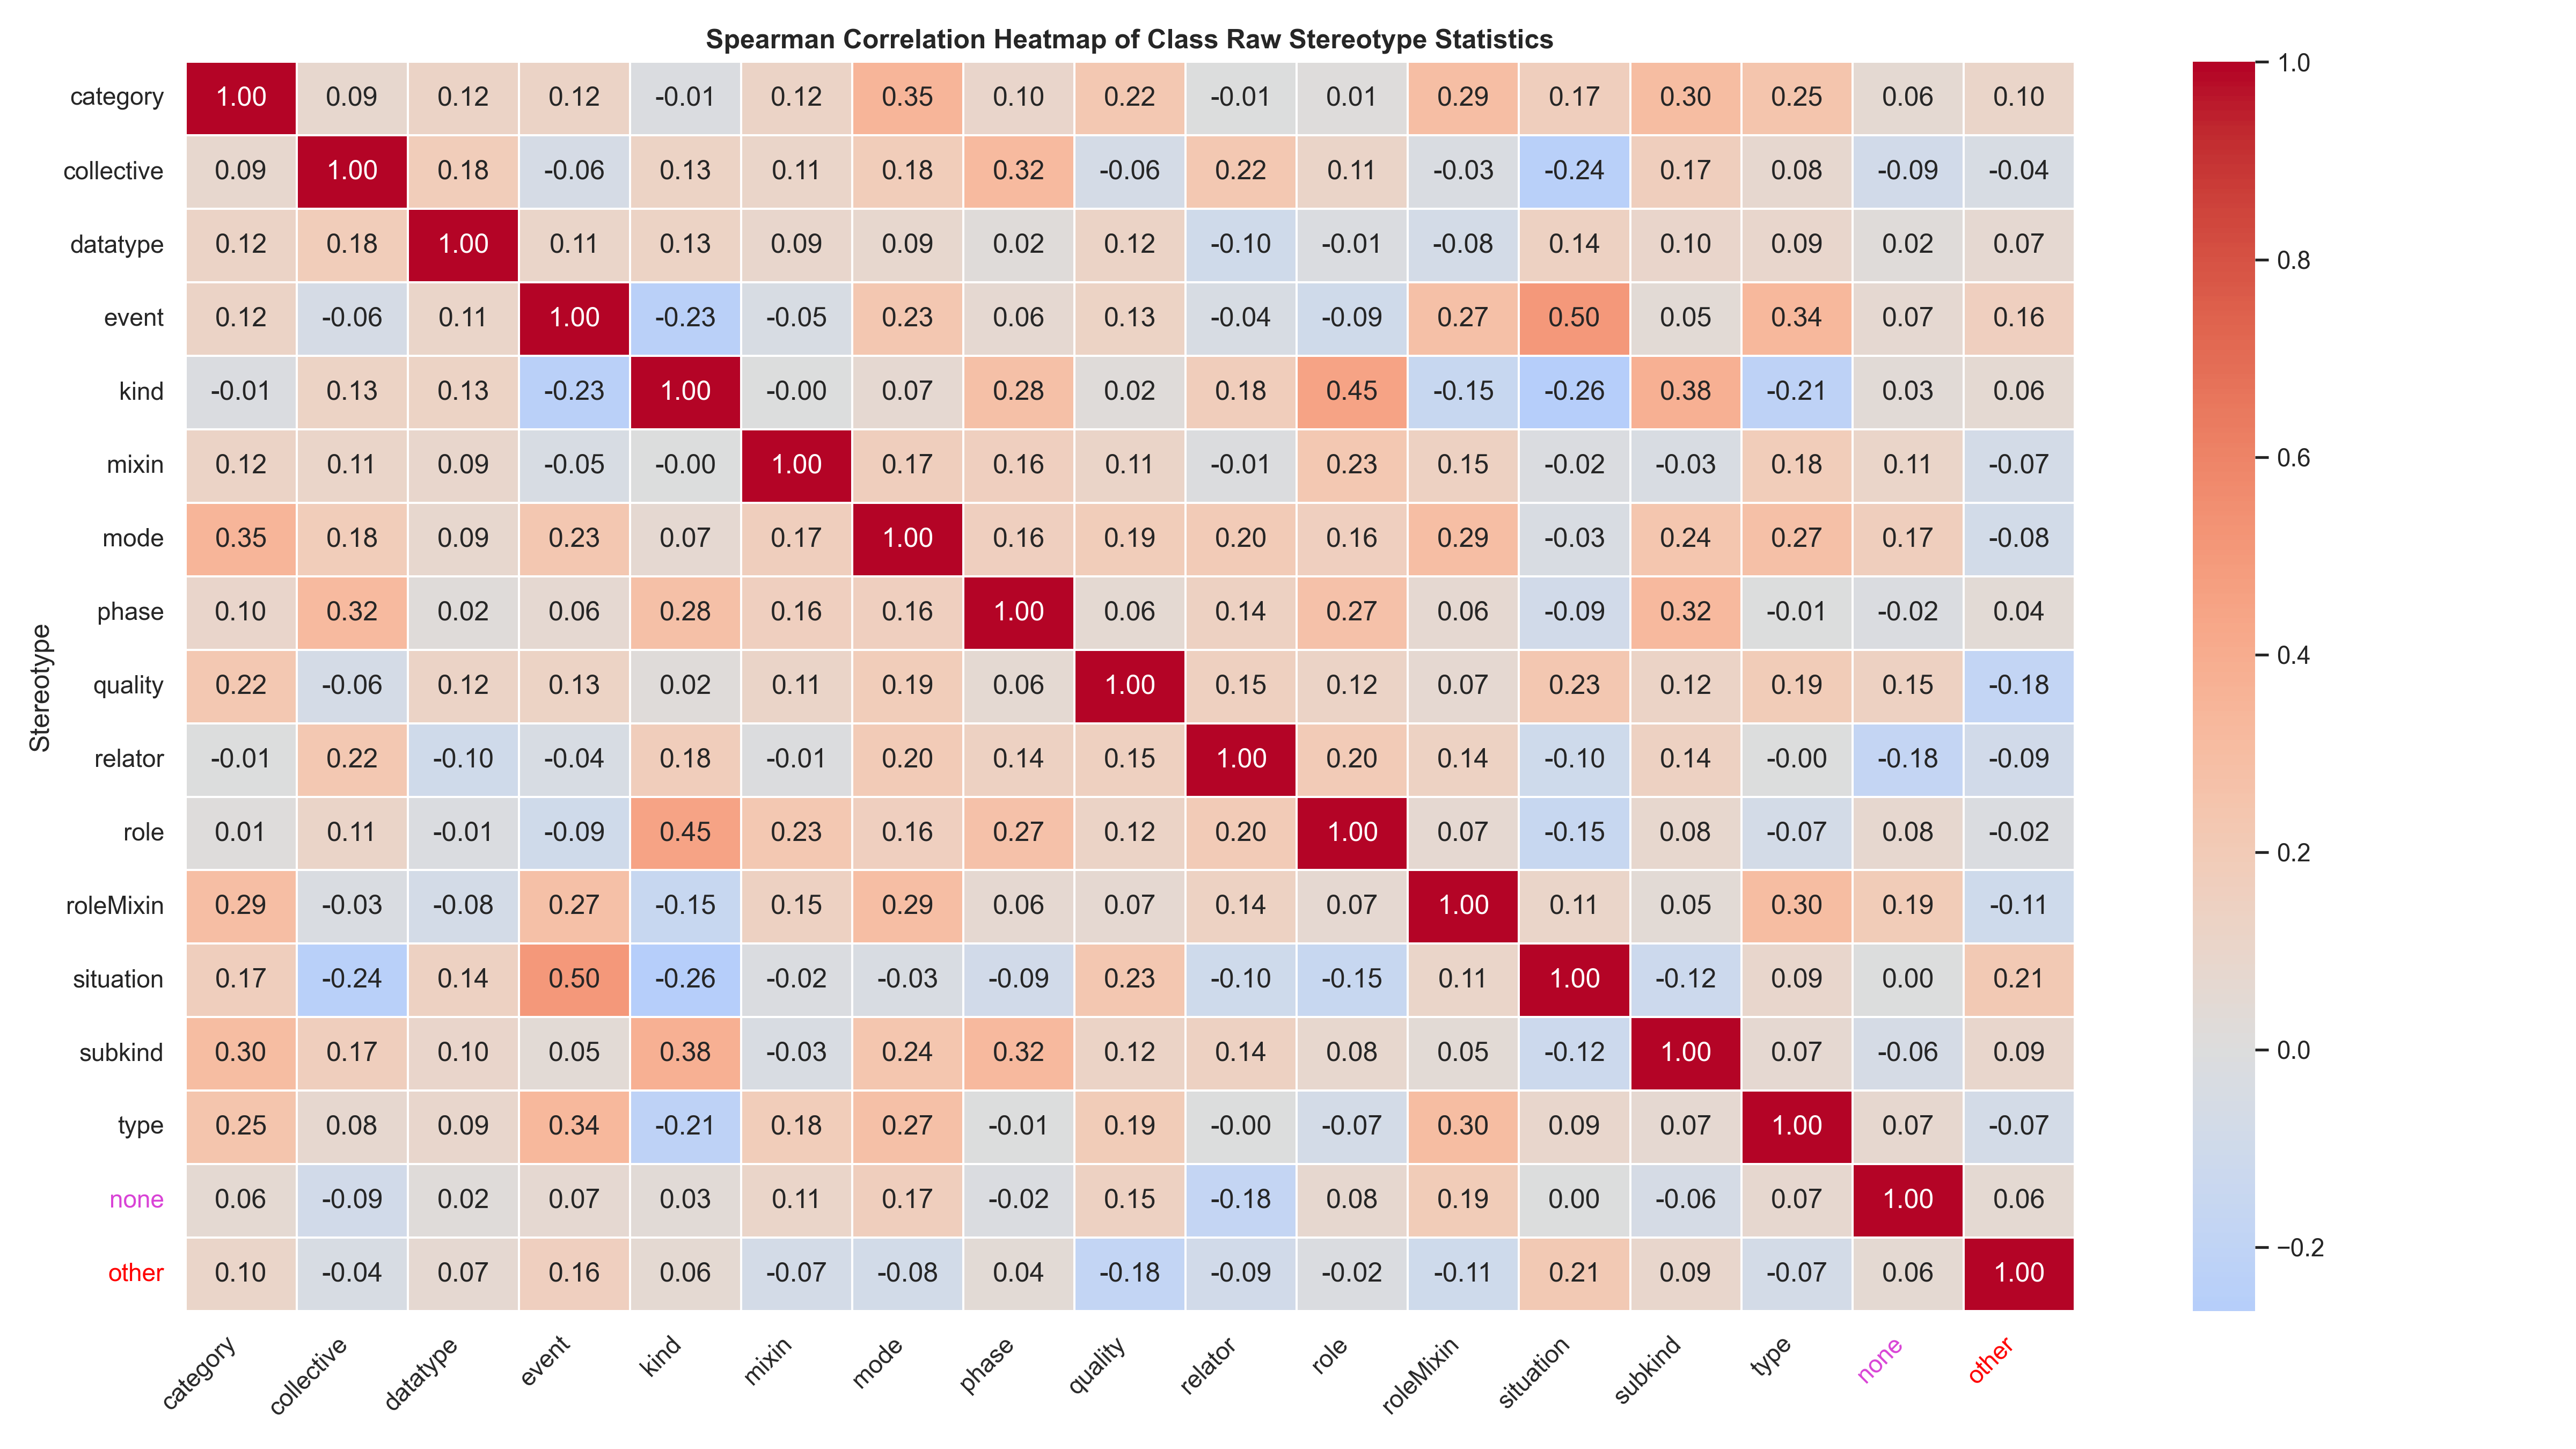 Spearman Correlation Heatmap of Class Raw Stereotype Statistics
category 1.00 0.09 0.12 0.12 -0.01 0.12 0.35 0.10 0.22 -0.01 0.01 0.29 0.17 0.30 0.25 0.06 0.10
collective 0.09 1.00 0.18 -0.06 0.13 0.11 0.18 0.32 -0.06 0.22 0.11 -0.03 -0.24 0.17 0.08 -0.09 -0.04
datatype 0.12 0.18 1.00 0.11 0.13 0.09 0.09 0.02 0.12 -0.10 -0.01 -0.08 0.14 0.10 0.09 0.02 0.07
event 0.12 -0.06 0.11 1.00 -0.23 -0.05 0.23 0.06 0.13 -0.04 -0.09 0.27 0.50 0.05 0.34 0.07 0.16
kind -0.01 0.13 0.13 -0.23 1.00 -0.00 0.07 0.28 0.02 0.18 0.45 -0.15 -0.26 0.38 -0.21 0.03 0.06
mixin 0.12 0.11 0.09 -0.05 -0.00 1.00 0.17 0.16 0.11 -0.01 0.23 0.15 -0.02 -0.03 0.18 0.11 -0.07
mode 0.35 0.18 0.09 0.23 0.07 0.17 1.00 0.16 0.19 0.20 0.16 0.29 -0.03 0.24 0.27 0.17 -0.08
phase 0.10 0.32 0.02 0.06 0.28 0.16 0.16 1.00 0.06 0.14 0.27 0.06 -0.09 0.32 -0.01 -0.02 0.04
quality 0.22 -0.06 0.12 0.13 0.02 0.11 0.19 0.06 1.00 0.15 0.12 0.07 0.23 0.12 0.19 0.15 -0.18
relator -0.01 0.22 -0.10 -0.04 0.18 -0.01 0.20 0.14 0.15 1.00 0.20 0.14 -0.10 0.14 -0.00 -0.18 -0.09
role 0.01 0.11 -0.01 -0.09 0.45 0.23 0.16 0.27 0.12 0.20 1.00 0.07 -0.15 0.08 -0.07 0.08 -0.02
roleMixin 0.29 -0.03 -0.08 0.27 -0.15 0.15 0.29 0.06 0.07 0.14 0.07 1.00 0.11 0.05 0.30 0.19 -0.11
situation 0.17 -0.24 0.14 0.50 -0.26 -0.02 -0.03 -0.09 0.23 -0.10 -0.15 0.11 1.00 -0.12 0.09 0.00 0.21
subkind 0.30 0.17 0.10 0.05 0.38 -0.03 0.24 0.32 0.12 0.14 0.08 0.05 -0.12 1.00 0.07 -0.06 0.09
type 0.25 0.08 0.09 0.34 -0.21 0.18 0.27 -0.01 0.19 -0.00 -0.07 0.30 0.09 0.07 1.00 0.07 -0.07
none 0.06 -0.09 0.02 0.07 0.03 0.11 0.17 -0.02 0.15 -0.18 0.08 0.19 0.00 -0.06 0.07 1.00 0.06
other 0.10 -0.04 0.07 0.16 0.06 -0.07 -0.08 0.04 -0.18 -0.09 -0.02 -0.11 0.21 0.09 -0.07 0.06 1.00
Stereotype
category collective datatype event kind mixin mode phase quality relator role roleMixin situation subkind type none other
1.0
0.8
0.6
0.4
0.2
0.0
−0.2